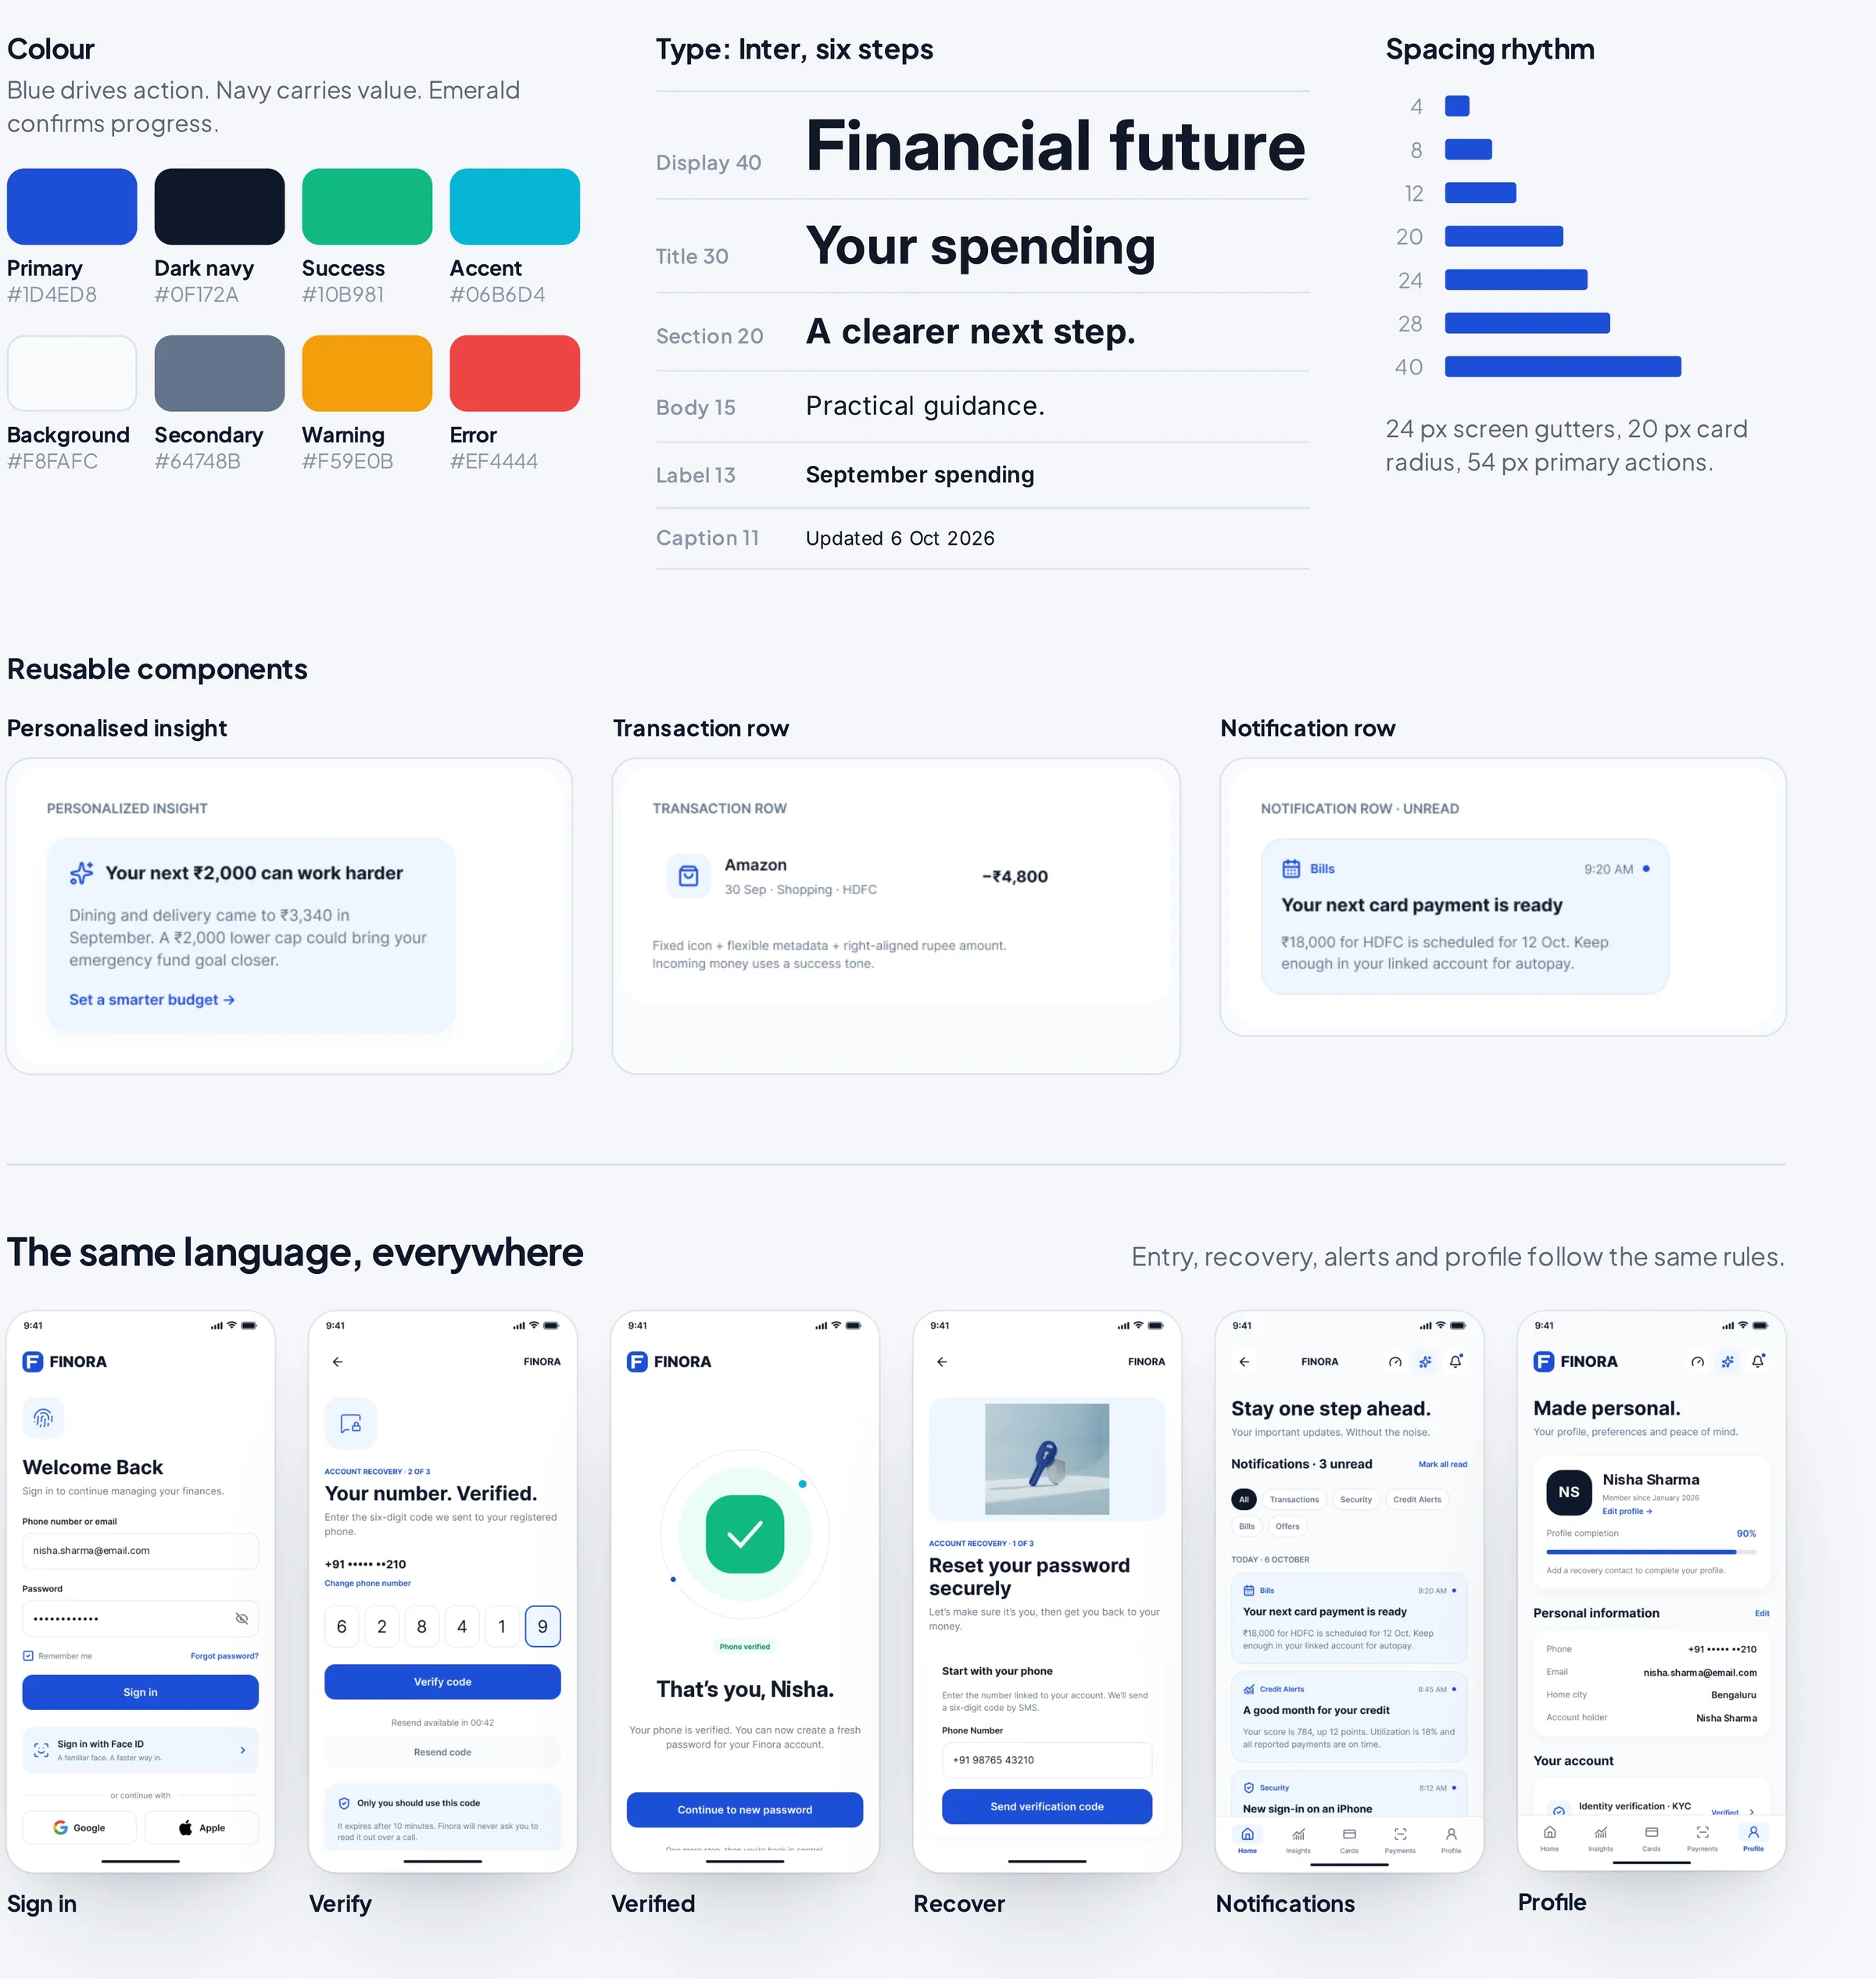 Colour
Blue drives action. Navy carries value. Emerald
confirms progress.
Primary
#1D4ED8
Dark navy
#0F172A
Success
#10B981
Accent
#06B6D4
Background
#F8FAFC
Secondary
#64748B
Warning
#F59E0B
Error
#EF4444
Type: Inter, six steps
Display 40
Financial future
Title 30
Your spending
Section 20
A clearer next step.
Body 15
Practical guidance.
Label 13
September spending
Caption 11
Updated 6 Oct 2026
Spacing rhythm
4
8
12
20
24
28
40
24 px screen gutters, 20 px card
radius, 54 px primary actions.
Reusable components
Personalised insight
PERSONALIZED INSIGHT
Your next ₹2,000 can work harder
Dining and delivery came to ₹3,340 in
September. A ₹2,000 lower cap could bring your
emergency fund goal closer.
Set a smarter budget →
Transaction row
TRANSACTION ROW
Amazon
30 Sep · Shopping · HDFC
−₹4,800
Fixed icon + flexible metadata + right-aligned rupee amount.
Incoming money uses a success tone.
Notification row
NOTIFICATION ROW · UNREAD
Bills
9:20 AM
Your next card payment is ready
₹18,000 for HDFC is scheduled for 12 Oct. Keep
enough in your linked account for autopay.
The same language, everywhere
Entry, recovery, alerts and profile follow the same rules.
9:41
FINORA
Welcome Back
Sign in to continue managing your finances.
Phone number or email
nisha.sharma@email.com
Password
••••••••••••
Remember me
Forgot password?
Sign in
Sign in with Face ID
A familiar face. A faster way in.
or continue with
Google
Apple
Sign in
9:41
FINORA
ACCOUNT RECOVERY · 2 OF 3
Your number. Verified.
Enter the six-digit code we sent to your registered
phone.
+91 ••••• ••210
Change phone number
6 2 8 4 1 9
Verify code
Resend available in 00:42
Resend code
Only you should use this code
It expires after 10 minutes. Finora will never ask you to
read it out over a call.
Verify
9:41
FINORA
Phone verified
That's you, Nisha.
Your phone is verified. You can now create a fresh
password for your Finora account.
Continue to new password
One more step, then you're back in control.
Verified
9:41
FINORA
ACCOUNT RECOVERY · 1 OF 3
Reset your password
securely
Let's make sure it's you, then get you back to your
money.
Start with your phone
Enter the number linked to your account. We'll send
a six-digit code by SMS.
Phone Number
+91 98765 43210
Send verification code
Recover
9:41
FINORA
Stay one step ahead.
Your important updates. Without the noise.
Notifications · 3 unread
Mark all read
All
Transactions
Security
Credit Alerts
Bills
Offers
TODAY · 6 OCTOBER
Bills
9:20 AM
Your next card payment is ready
₹18,000 for HDFC is scheduled for 12 Oct. Keep
enough in your linked account for autopay.
Credit Alerts
8:45 AM
A good month for your credit
Your score is 784, up 12 points. Utilization is 18% and
all reported payments are on time.
Security
8:12 AM
New sign-in on an iPhone
Home
Insights
Cards
Payments
Profile
Notifications
9:41
FINORA
Made personal.
Your profile, preferences and peace of mind.
NS
Nisha Sharma
Member since January 2026
Edit profile →
Profile completion
90%
Add a recovery contact to complete your profile.
Personal information
Edit
Phone
+91 ••••• ••210
Email
nisha.sharma@email.com
Home city
Bengaluru
Account holder
Nisha Sharma
Your account
Identity verification · KYC
Verified
Home
Insights
Cards
Payments
Profile
Profile